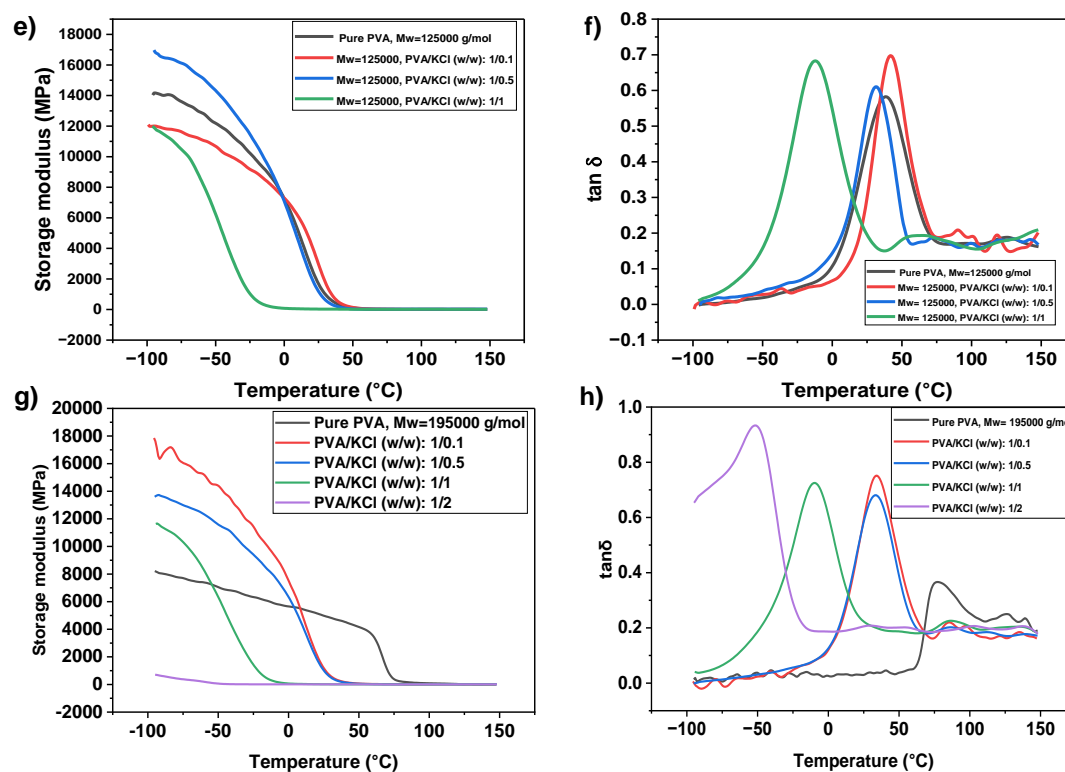 e)
18000
16000
14000
12000
10000
8000
6000
4000
2000
0
−2000
Storage modulus (MPa)
Pure PVA, Mw=125000 g/mol
Mw=125000, PVA/KCl (w/w): 1/0.1
Mw=125000, PVA/KCl (w/w): 1/0.5
Mw=125000, PVA/KCl (w/w): 1/1
−100 −50 0 50 100 150
Temperature (°C)
f)
0.8
0.7
0.6
0.5
0.4
0.3
0.2
0.1
0.0
−0.1
tan δ
Pure PVA, Mw=125000 g/mol
Mw= 125000, PVA/KCl (w/w): 1/0.1
Mw= 125000, PVA/KCl (w/w): 1/0.5
Mw= 125000, PVA/KCl (w/w): 1/1
−100 −50 0 50 100 150
Temperature (°C)
g)
20000
18000
16000
14000
12000
10000
8000
6000
4000
2000
0
-2000
Storage modulus (MPa)
Pure PVA, Mw=195000 g/mol
PVA/KCl (w/w): 1/0.1
PVA/KCl (w/w): 1/0.5
PVA/KCl (w/w): 1/1
PVA/KCl (w/w): 1/2
-100 -50 0 50 100 150
Temperature (°C)
h)
1.0
0.8
0.6
0.4
0.2
0.0
tanδ
Pure PVA, Mw= 195000 g/mol
PVA/KCl (w/w): 1/0.1
PVA/KCl (w/w): 1/0.5
PVA/KCl (w/w): 1/1
PVA/KCl (w/w): 1/2
-100 -50 0 50 100 150
Temperature (°C)